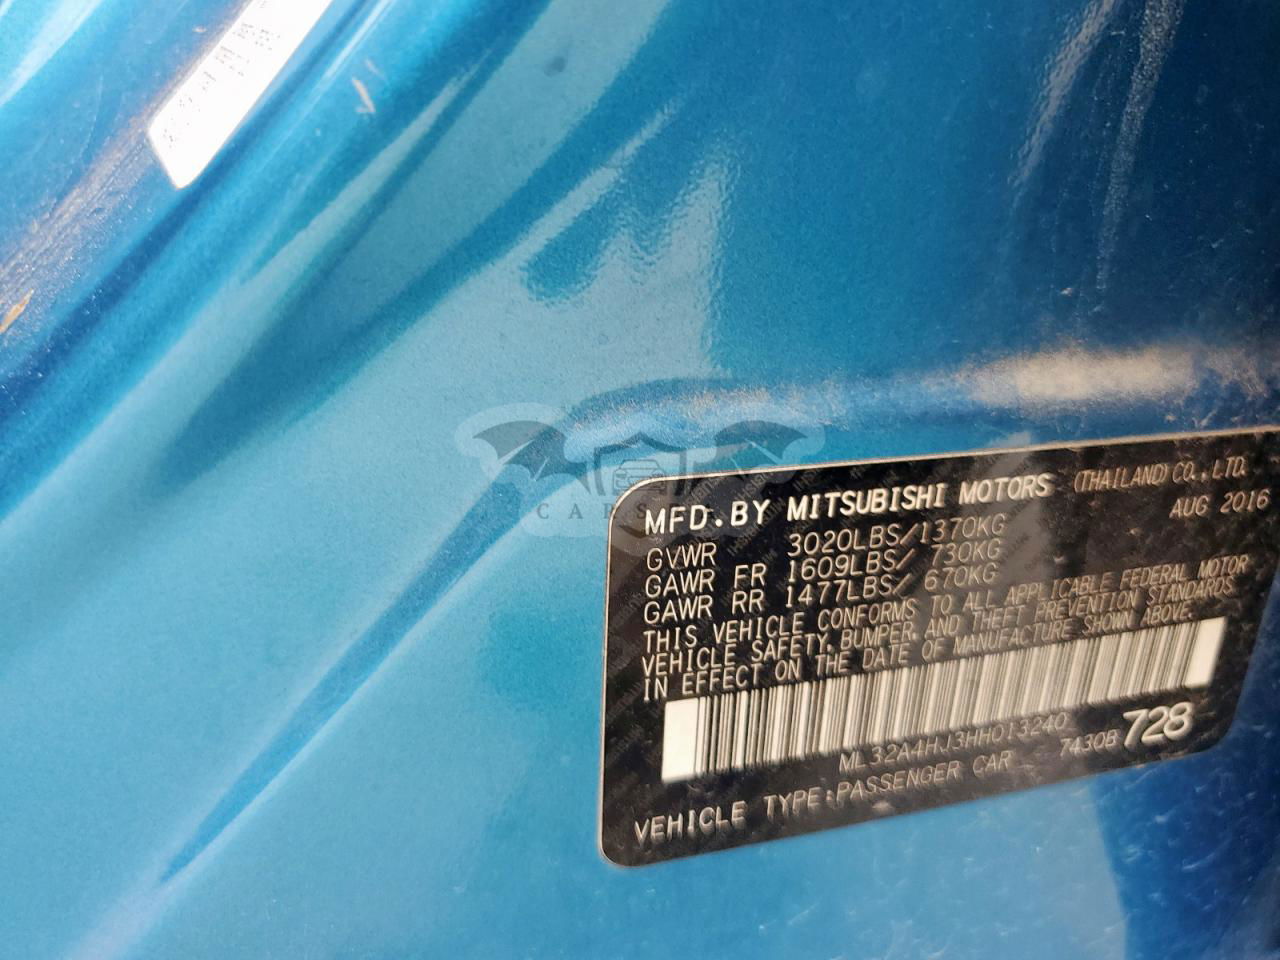 MFD.BY MITSUBISHI MOTORS (THAILAND) CO., LTD.
AUG 2016
GVWR 3020LBS/1370KG
GAWR FR 1609LBS/ 730KG
GAWR RR 1477LBS/ 670KG
THIS VEHICLE CONFORMS TO ALL APPLICABLE FEDERAL MOTOR
VEHICLE SAFETY, BUMPER, AND THEFT PREVENTION STANDARDS
IN EFFECT ON THE DATE OF MANUFACTURE SHOWN ABOVE.
ML32A4HJ3HH013240
VEHICLE TYPE:PASSENGER CAR 7430B 728
CARS